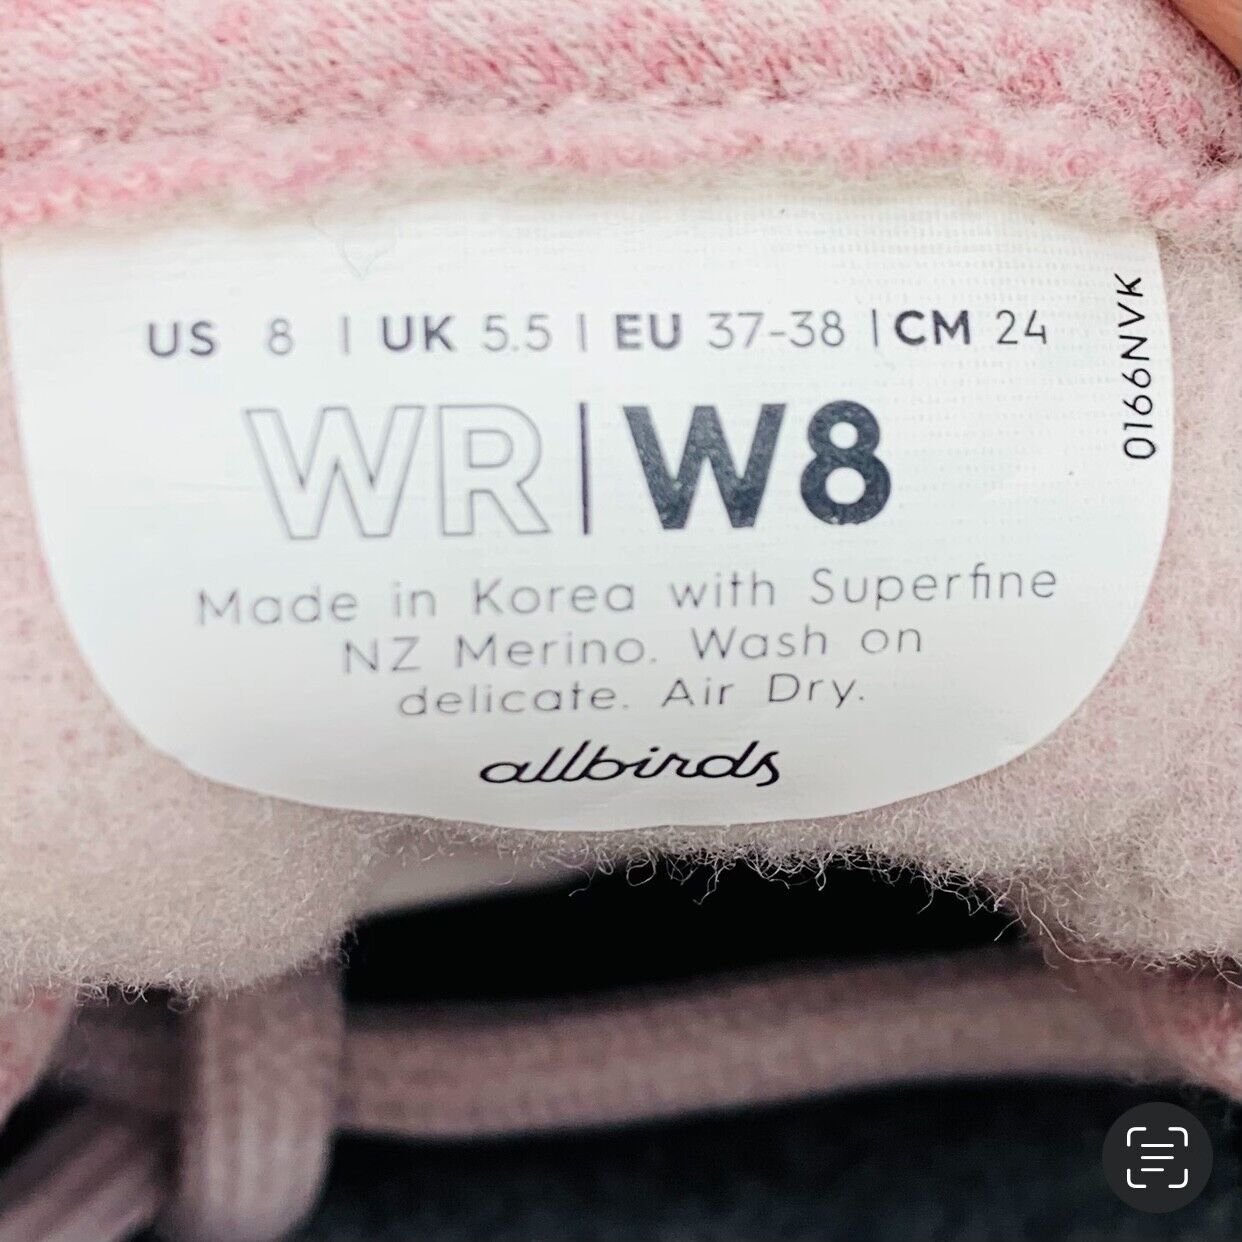 US 8 | UK 5.5 | EU 37-38 | CM 24
WR | W8
Made in Korea with Superfine
NZ Merino. Wash on
delicate. Air Dry.
allbirds
0166NVK